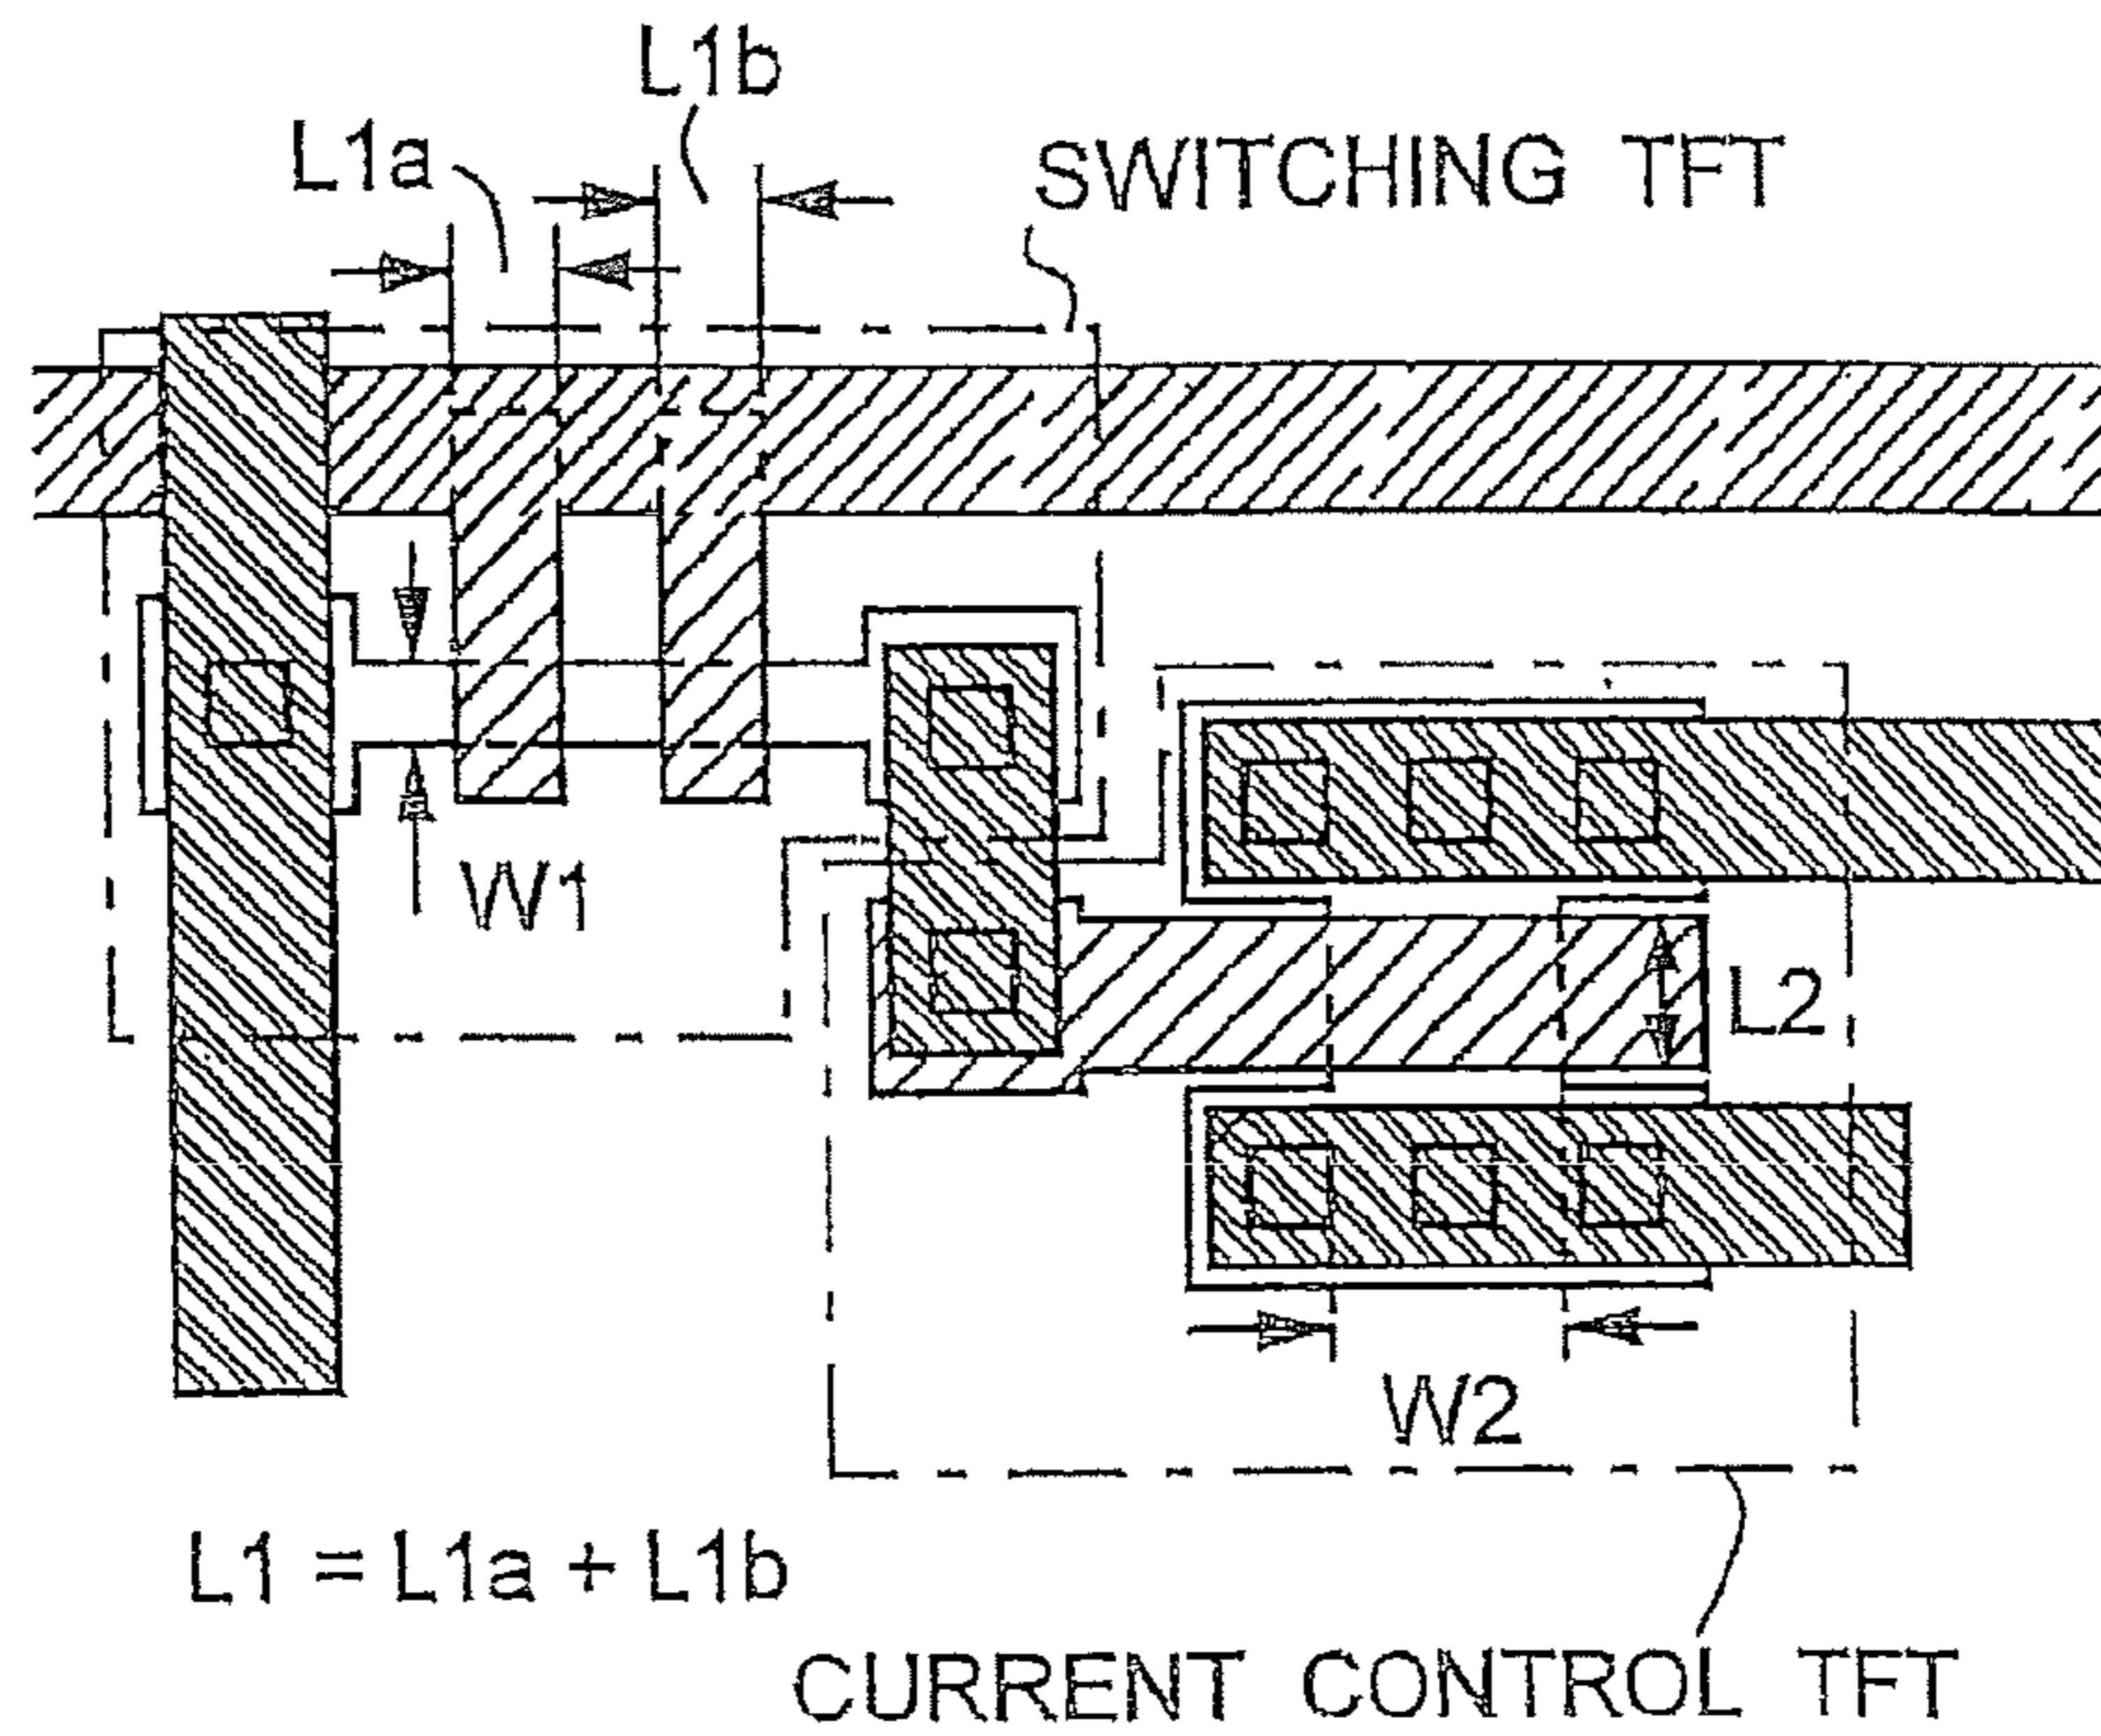 L1b
L1a
SWITCHING TFT
W1
L2
W2
L1 = L1a + L1b
CURRENT CONTROL TFT